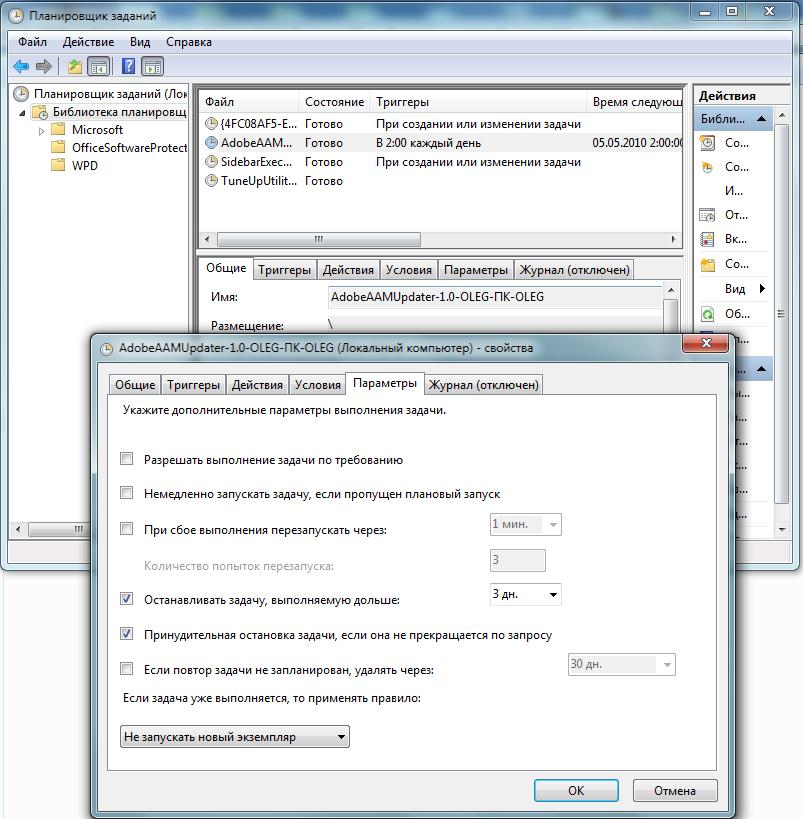 Планировщик заданий
Файл Действие Вид Справка
Планировщик заданий (Лок
Библиотека планировщ
Microsoft
OfficeSoftwareProtect
WPD
Файл Состояние Триггеры Время следующ
{4FC08AF5-E... Готово При создании или изменении задачи
AdobeAAM... Готово В 2:00 каждый день 05.05.2010 2:00:00
SidebarExec... Готово При создании или изменении задачи
TuneUpUtilit... Готово
Общие Триггеры Действия Условия Параметры Журнал (отключен)
Имя: AdobeAAMUpdater-1.0-OLEG-ПК-OLEG
Размещение: \
Действия
Библи...
Со...
Со...
И...
От...
Вк...
Со...
Вид
Об...
AdobeAAMUpdater-1.0-OLEG-ПК-OLEG (Локальный компьютер) - свойства
Общие Триггеры Действия Условия Параметры Журнал (отключен)
Укажите дополнительные параметры выполнения задачи.
Разрешать выполнение задачи по требованию
Немедленно запускать задачу, если пропущен плановый запуск
При сбое выполнения перезапускать через: 1 мин.
Количество попыток перезапуска: 3
Останавливать задачу, выполняемую дольше: 3 дн.
Принудительная остановка задачи, если она не прекращается по запросу
Если повтор задачи не запланирован, удалять через: 30 дн.
Если задача уже выполняется, то применять правило:
Не запускать новый экземпляр
OK Отмена